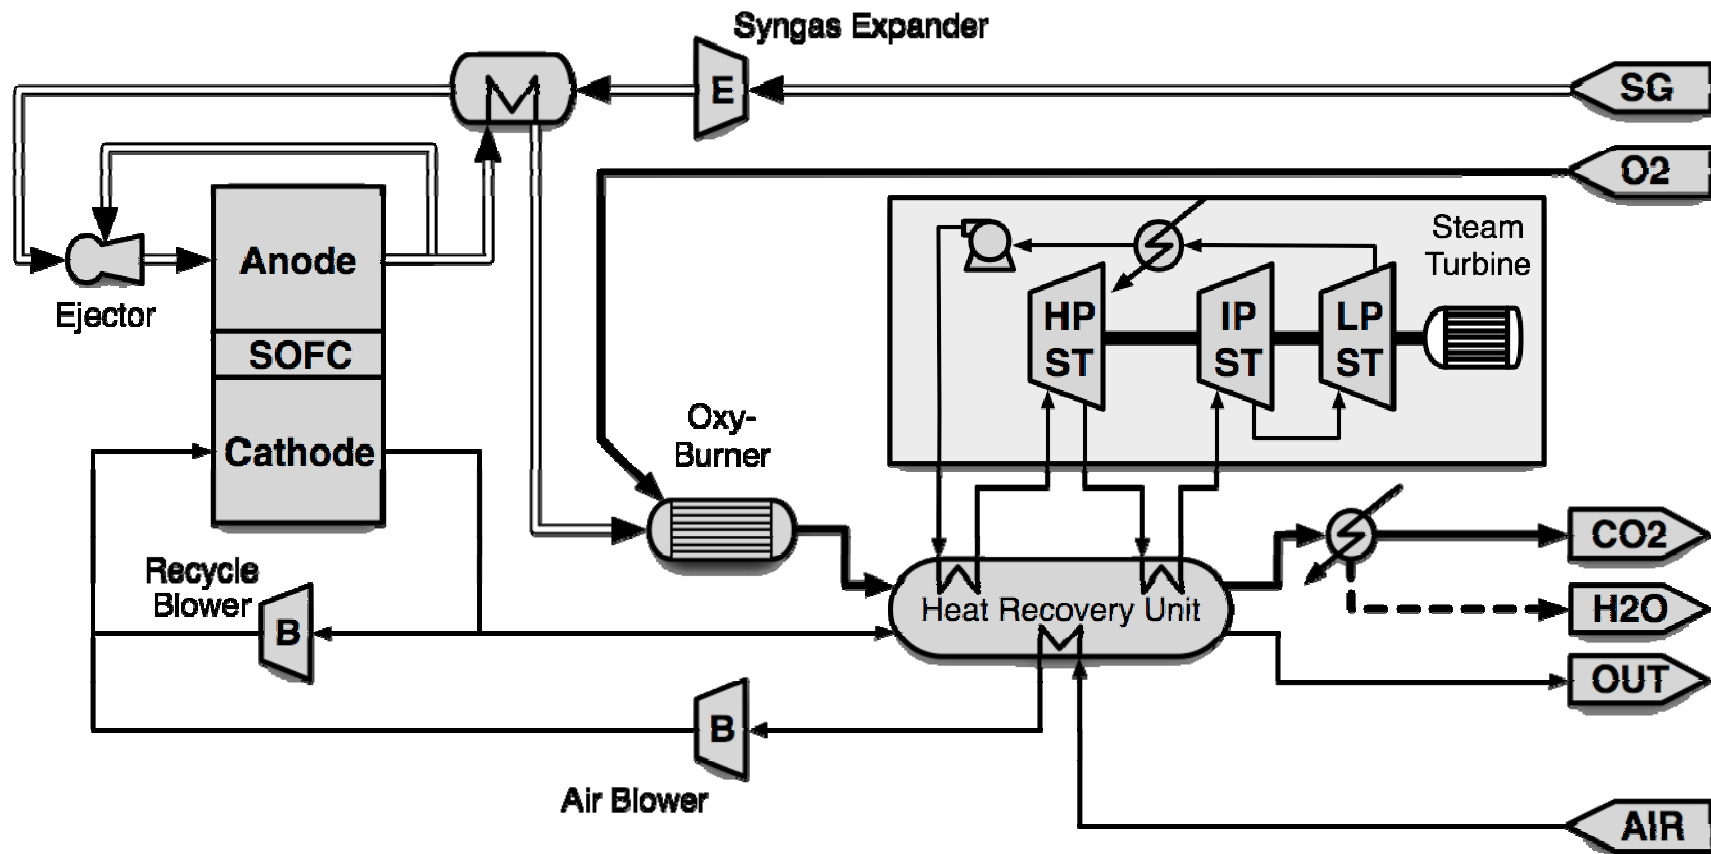 Syngas Expander
E
SG
O2
Steam
Turbine
Anode
Ejector
SOFC
HP
ST
IP
ST
LP
ST
Oxy-
Burner
Cathode
CO2
Recycle
Blower
B
Heat Recovery Unit
H2O
OUT
B
Air Blower
AIR